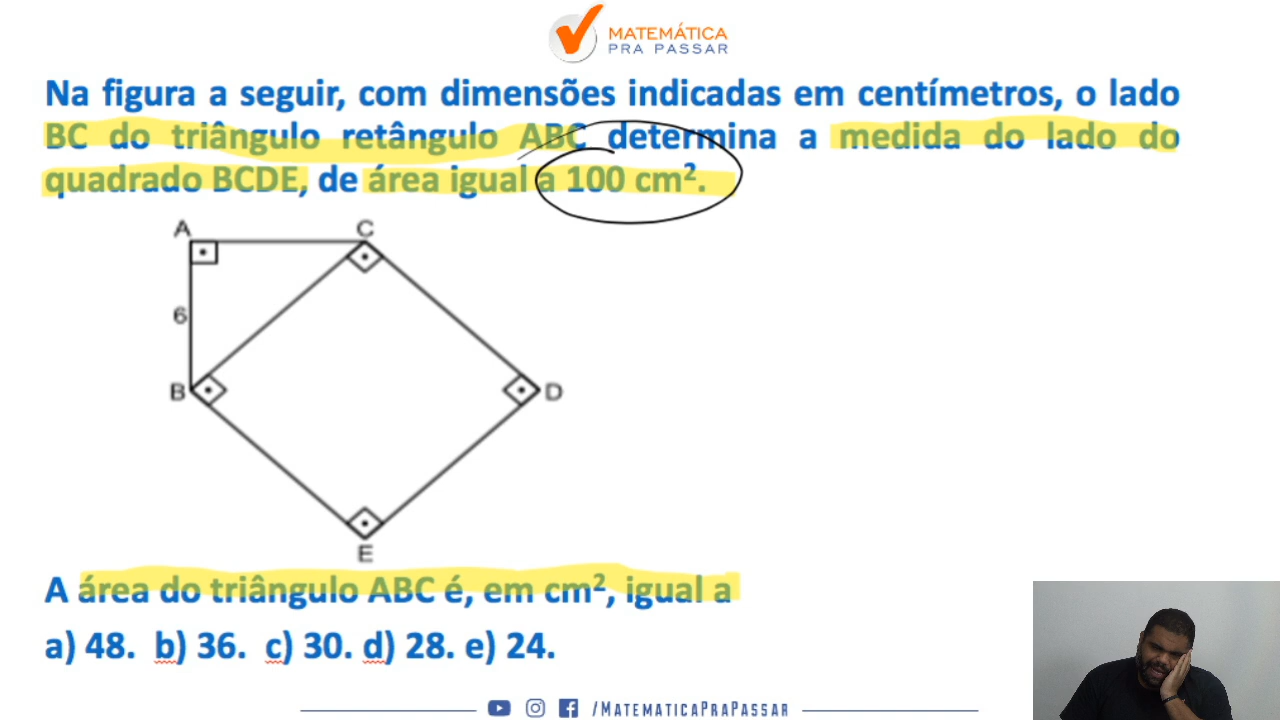 MATEMÁTICA
PRA PASSAR
Na figura a seguir, com dimensões indicadas em centímetros, o lado
BC do triângulo retângulo ABC determina a medida do lado do
quadrado BCDE, de área igual a 100 cm².
A C
6
B D
E
A área do triângulo ABC é, em cm², igual a
a) 48. b) 36. c) 30. d) 28. e) 24.
/MATEMATICAPRAPASSAR